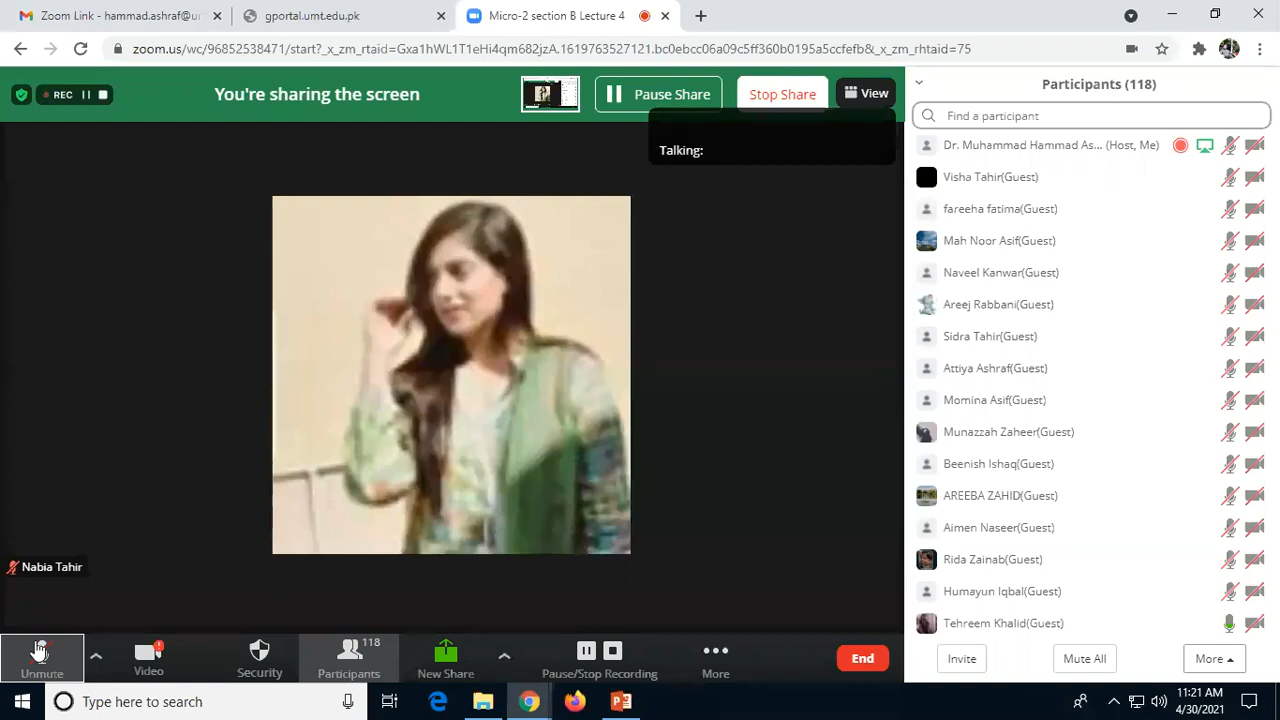 Zoom Link - hammad.ashraf@un
gportal.umt.edu.pk
Micro-2 section B Lecture 4
zoom.us/wc/96852538471/start?_x_zm_rtaid=Gxa1hWL1T1eHi4qm662jzA.1619763527121.bc0ebcc06a09c5ff360b0195a5ccfefb&_x_zm_rhtaid=75
REC
You're sharing the screen
Pause Share
Stop Share
View
Talking:
Nabia Tahir
Participants (118)
Find a participant
Dr. Muhammad Hammad As... (Host, Me)
Visha Tahir(Guest)
fareeha fatima(Guest)
Mah Noor Asif(Guest)
Naveel Kanwar(Guest)
Areej Rabbani(Guest)
Sidra Tahir(Guest)
Attiya Ashraf(Guest)
Momina Asif(Guest)
Munazzah Zaheer(Guest)
Beenish Ishaq(Guest)
AREEBA ZAHID(Guest)
Aimen Naseer(Guest)
Rida Zainab(Guest)
Humayun Iqbal(Guest)
Tehreem Khalid(Guest)
Unmute
Video
Security
118
Participants
New Share
Pause/Stop Recording
More
End
Invite
Mute All
More
Type here to search
11:21 AM
4/30/2021